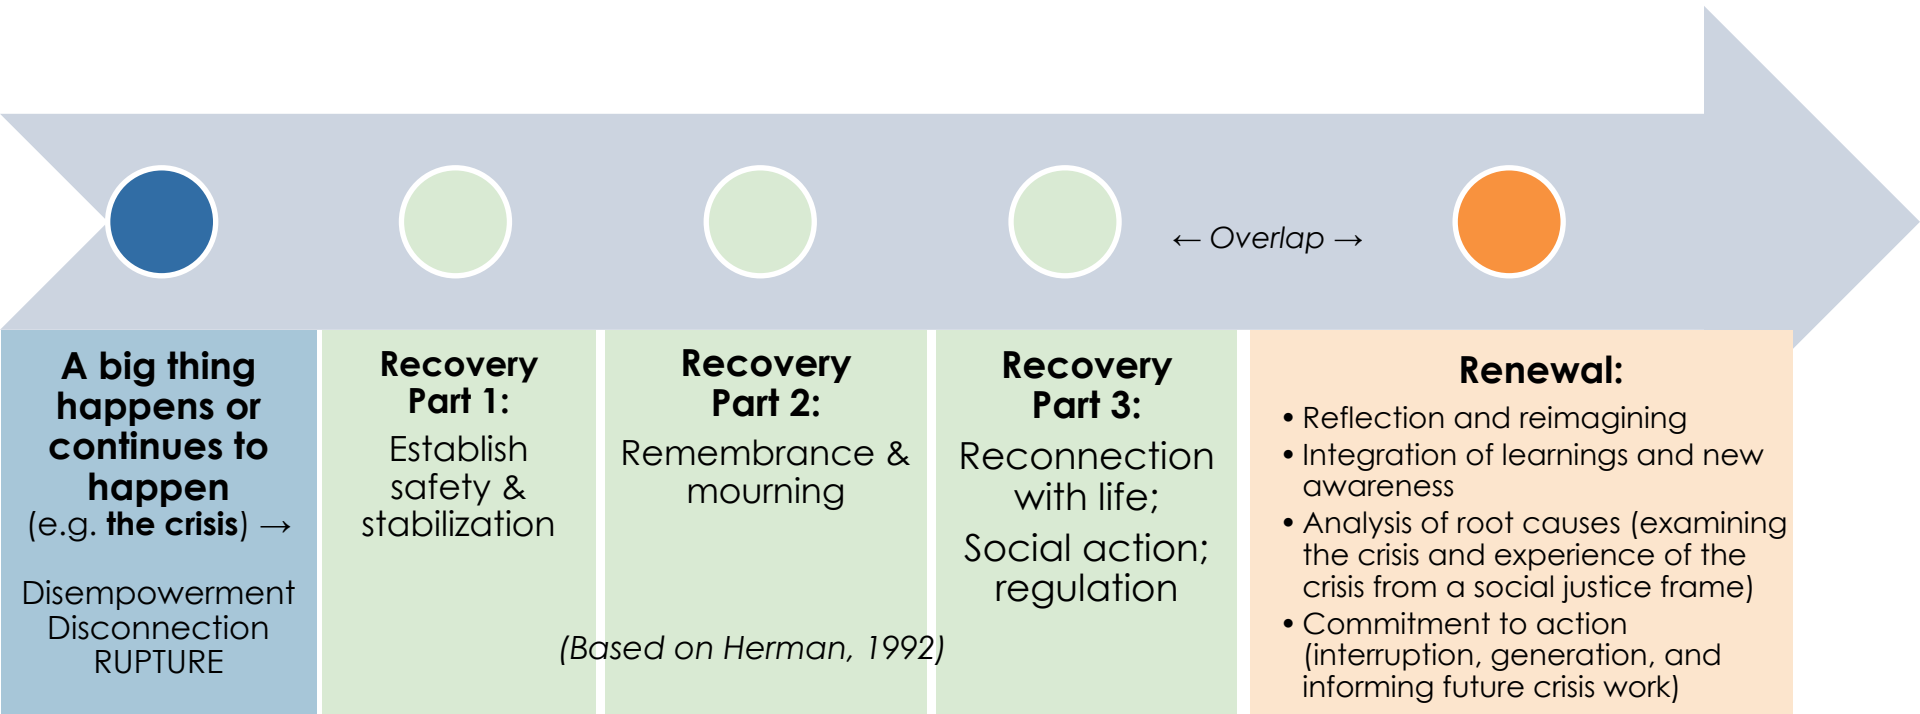 ← Overlap →
A big thing
happens or
continues to
happen
(e.g. the crisis) →
Disempowerment
Disconnection
RUPTURE
Recovery
Part 1:
Establish
safety &
stabilization
Recovery
Part 2:
Remembrance &
mourning
(Based on Herman, 1992)
Recovery
Part 3:
Reconnection
with life;
Social action;
regulation
Renewal:
• Reflection and reimagining
• Integration of learnings and new
awareness
• Analysis of root causes (examining
the crisis and experience of the
crisis from a social justice frame)
• Commitment to action
(interruption, generation, and
informing future crisis work)